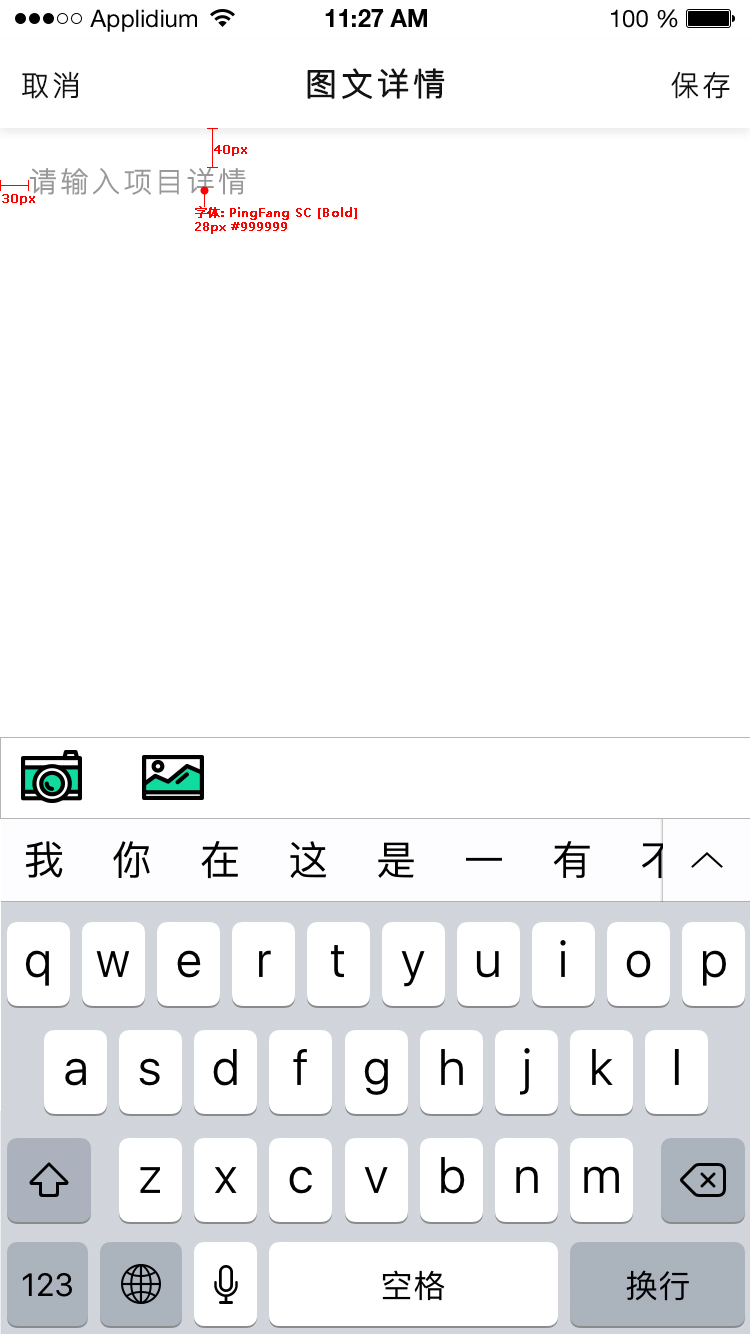 Applidium 11:27 AM 100 %
取消 图文详情 保存
40px
请输入项目详情
30px
字体: PingFang SC [Bold]
28px #999999
我 你 在 这 是 一 有 不
q w e r t y u i o p
a s d f g h j k l
z x c v b n m
123 空格 换行